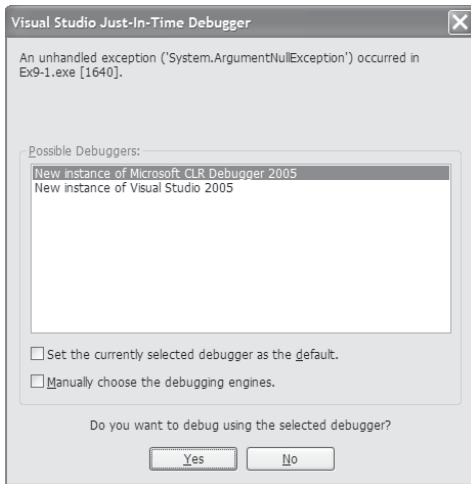 Visual Studio Just-In-Time Debugger
An unhandled exception ('System.ArgumentNullException') occurred in
Ex9-1.exe [1640].
Possible Debuggers:
New instance of Microsoft CLR Debugger 2005
New instance of Visual Studio 2005
Set the currently selected debugger as the default.
Manually choose the debugging engines.
Do you want to debug using the selected debugger?
Yes No